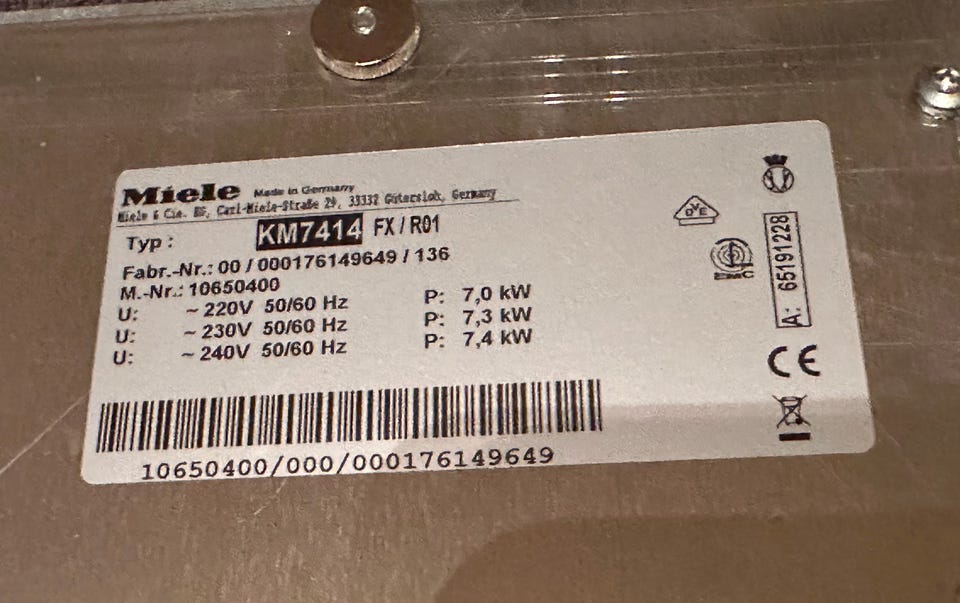 Miele Made in Germany
Miele & Cie. KG, Carl-Miele-Straße 29, 33332 Gütersloh, Germany
Typ : KM7414 FX / R01
Fabr.-Nr.: 00 / 000176149649 / 136
M.-Nr.: 10650400
U: ~ 220V 50/60 Hz P: 7,0 kW
U: ~ 230V 50/60 Hz P: 7,3 kW
U: ~ 240V 50/60 Hz P: 7,4 kW
10650400/000/000176149649
DVE
EMC
A: 65191228
CE